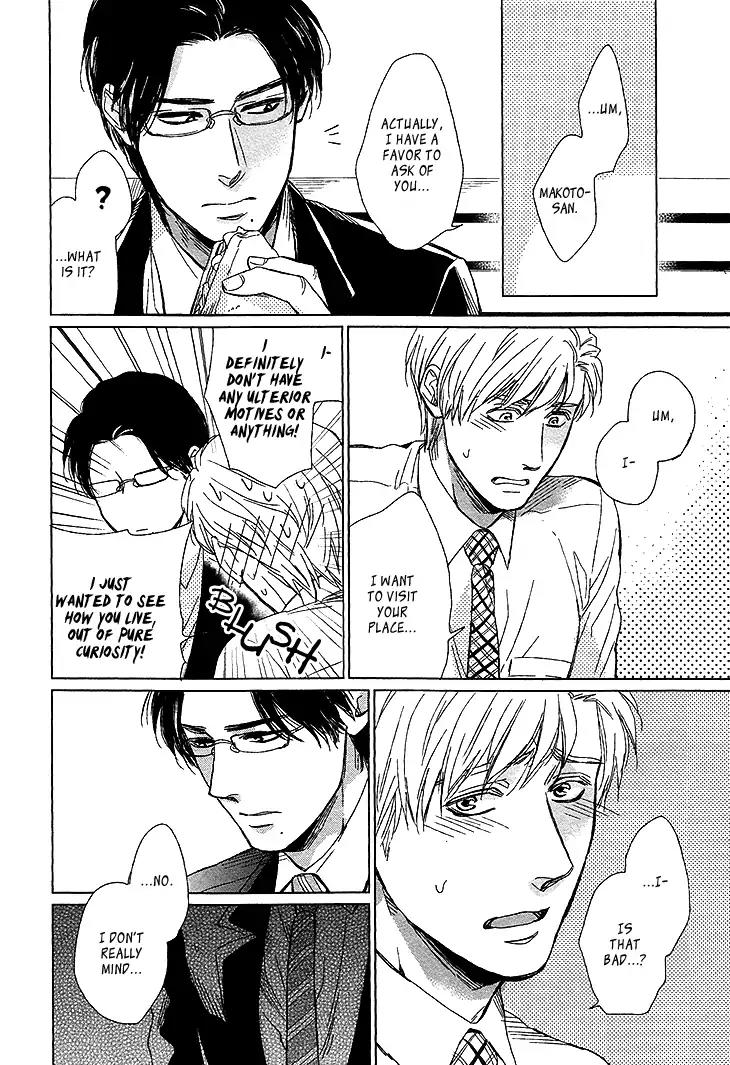 ...UM,
MAKOTO-
SAN.
ACTUALLY,
I HAVE A
FAVOR TO
ASK OF
YOU...
?
...WHAT
IS IT?
UM,
I-
I WANT
TO VISIT
YOUR
PLACE...
I-
I
DEFINITELY
DON'T HAVE
ANY ULTERIOR
MOTIVES OR
ANYTHING!
I JUST
WANTED TO SEE
HOW YOU LIVE,
OUT OF PURE
CURIOSITY!
BLUSH
...I-
IS
THAT
BAD...?
...NO.
I DON'T
REALLY
MIND...